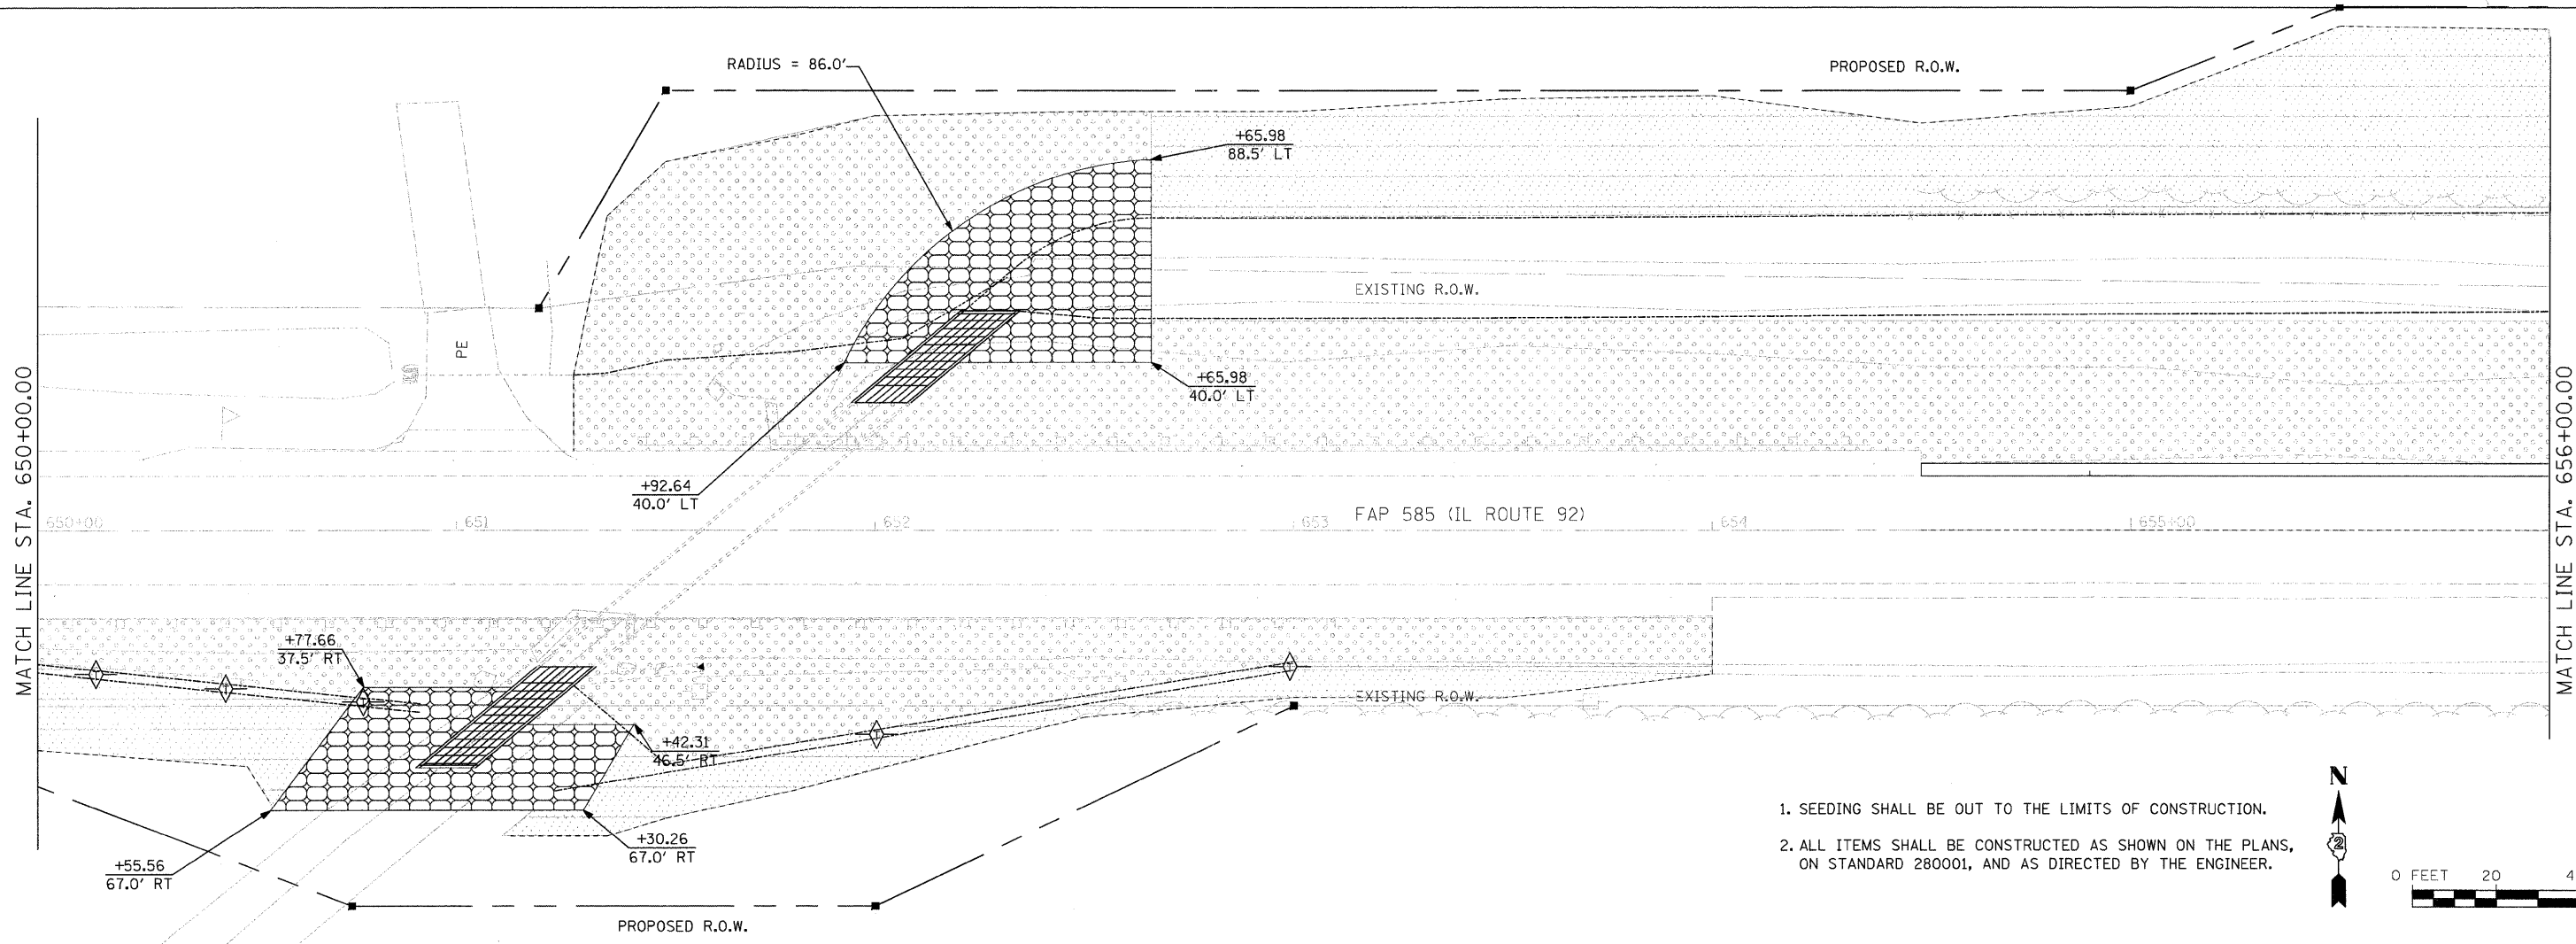 RADIUS = 86.0'
PROPOSED R.O.W.
+65.98
88.5' LT
EXISTING R.O.W.
PE
+65.98
40.0' LT
+92.64
40.0' LT
MATCH LINE STA. 650+00.00
MATCH LINE STA. 656+00.00
650+00
651
652
653
FAP 585 (IL ROUTE 92)
654
655+00
+77.66
37.5' RT
EXISTING R.O.W.
+42.31
46.5' RT
+30.26
67.0' RT
+55.56
67.0' RT
PROPOSED R.O.W.
1. SEEDING SHALL BE OUT TO THE LIMITS OF CONSTRUCTION.
2. ALL ITEMS SHALL BE CONSTRUCTED AS SHOWN ON THE PLANS,
ON STANDARD 280001, AND AS DIRECTED BY THE ENGINEER.
N
2
0 FEET 20 4